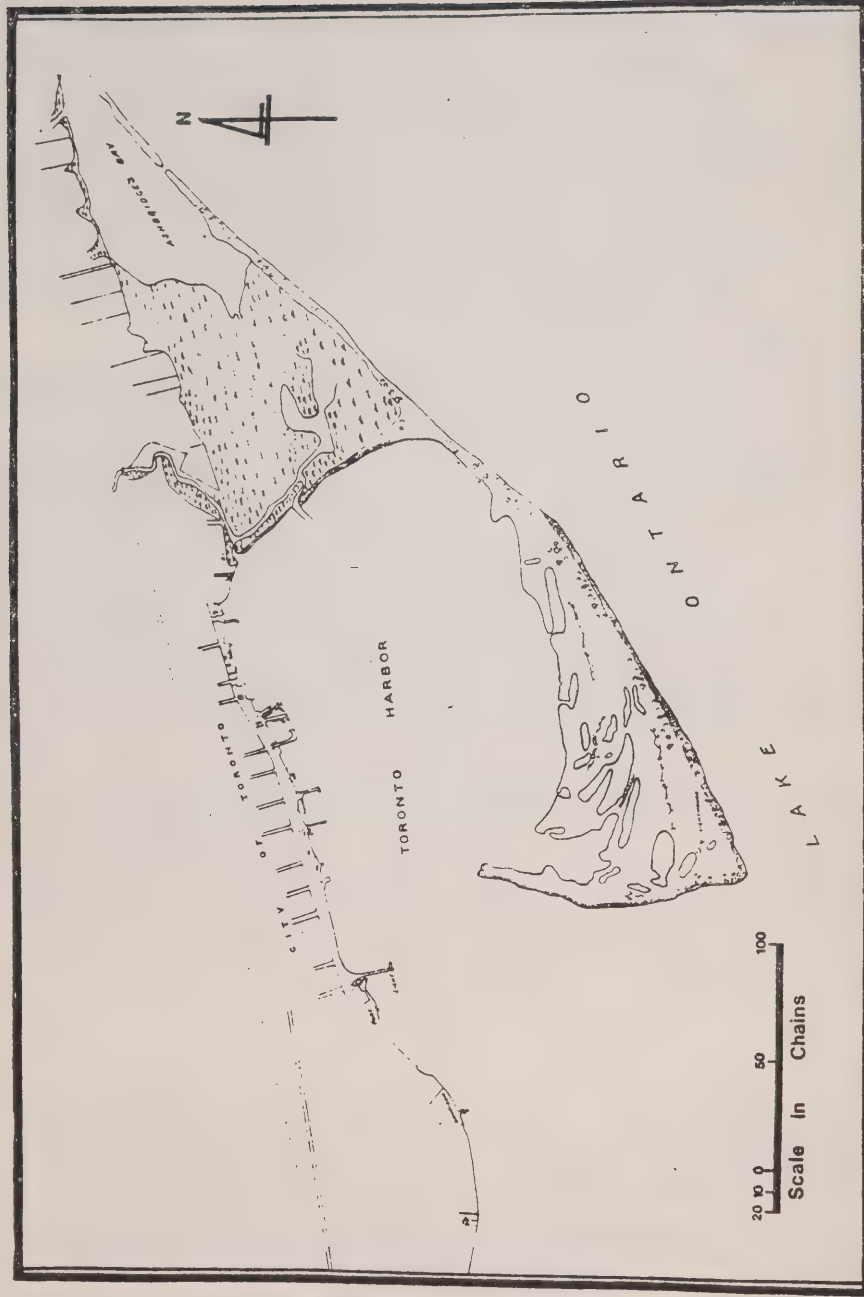 N
ASHBRIDGES BAY
CITY OF TORONTO
TORONTO HARBOR
LAKE ONTARIO
20 10 0 50 100
Scale in Chains